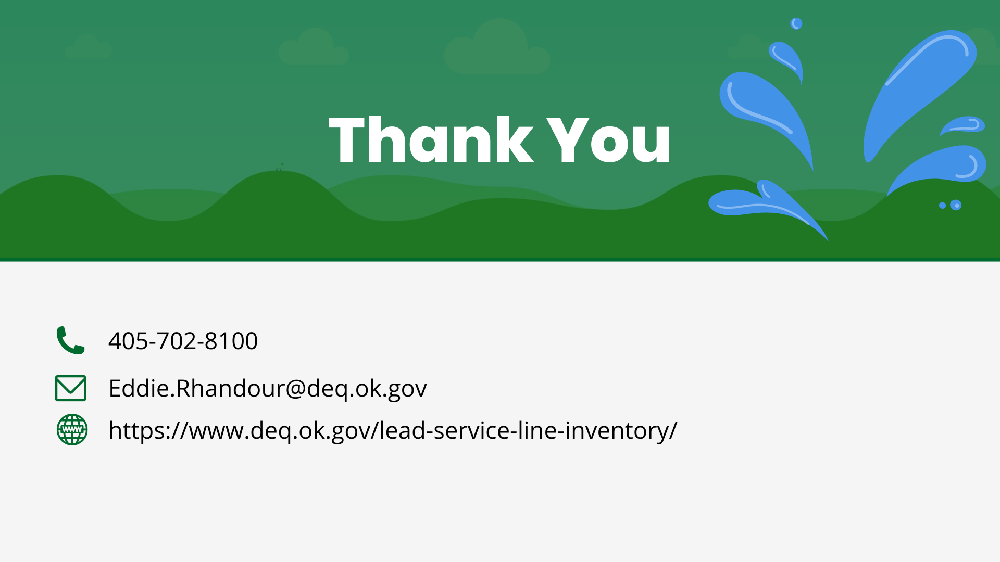 Thank You
405-702-8100
Eddie.Rhandour@deq.ok.gov
www
https://www.deq.ok.gov/lead-service-line-inventory/